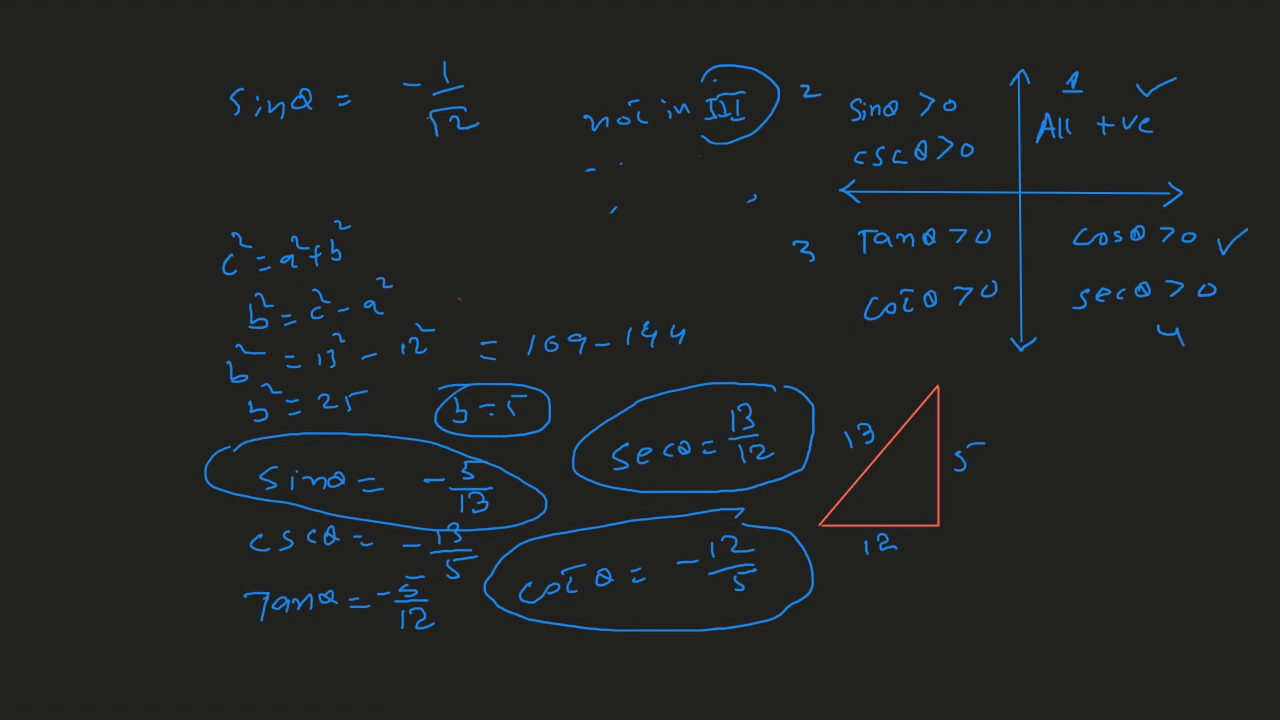 sinθ = -1/√2
not in III
2
sinθ > 0
cscθ > 0
1
All +ve
3
Tanθ > 0
cotθ > 0
cosθ > 0
secθ > 0
4
c² = a² + b²
b² = c² - a²
b² = 13² - 12² = 169 - 144
b² = 25
b = 5
sinθ = -5/13
cscθ = -13/5
Tanθ = -5/12
secθ = 13/12
cotθ = -12/5
13
5
12